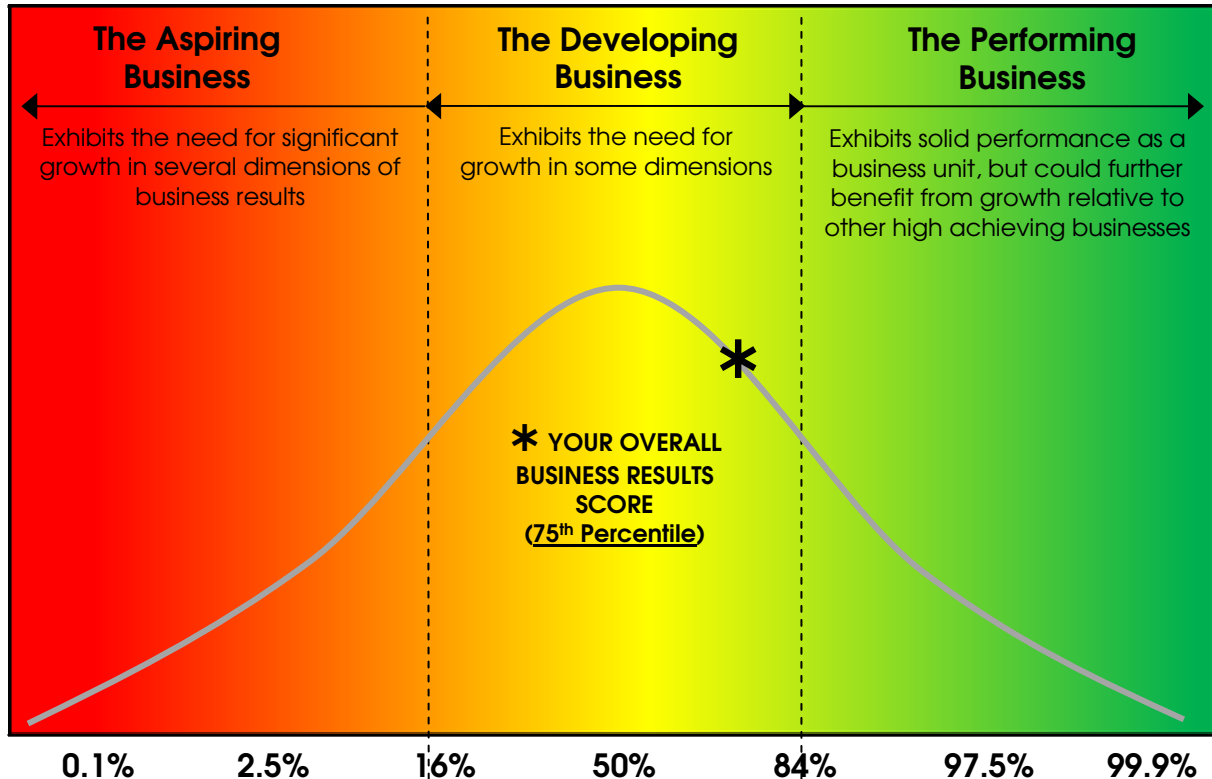 The Aspiring
Business
Exhibits the need for significant
growth in several dimensions of
business results
The Developing
Business
Exhibits the need for
growth in some dimensions
The Performing
Business
Exhibits solid performance as a
business unit, but could further
benefit from growth relative to
other high achieving businesses
* YOUR OVERALL
BUSINESS RESULTS
SCORE
(75th Percentile)
0.1% 2.5% 16% 50% 84% 97.5% 99.9%